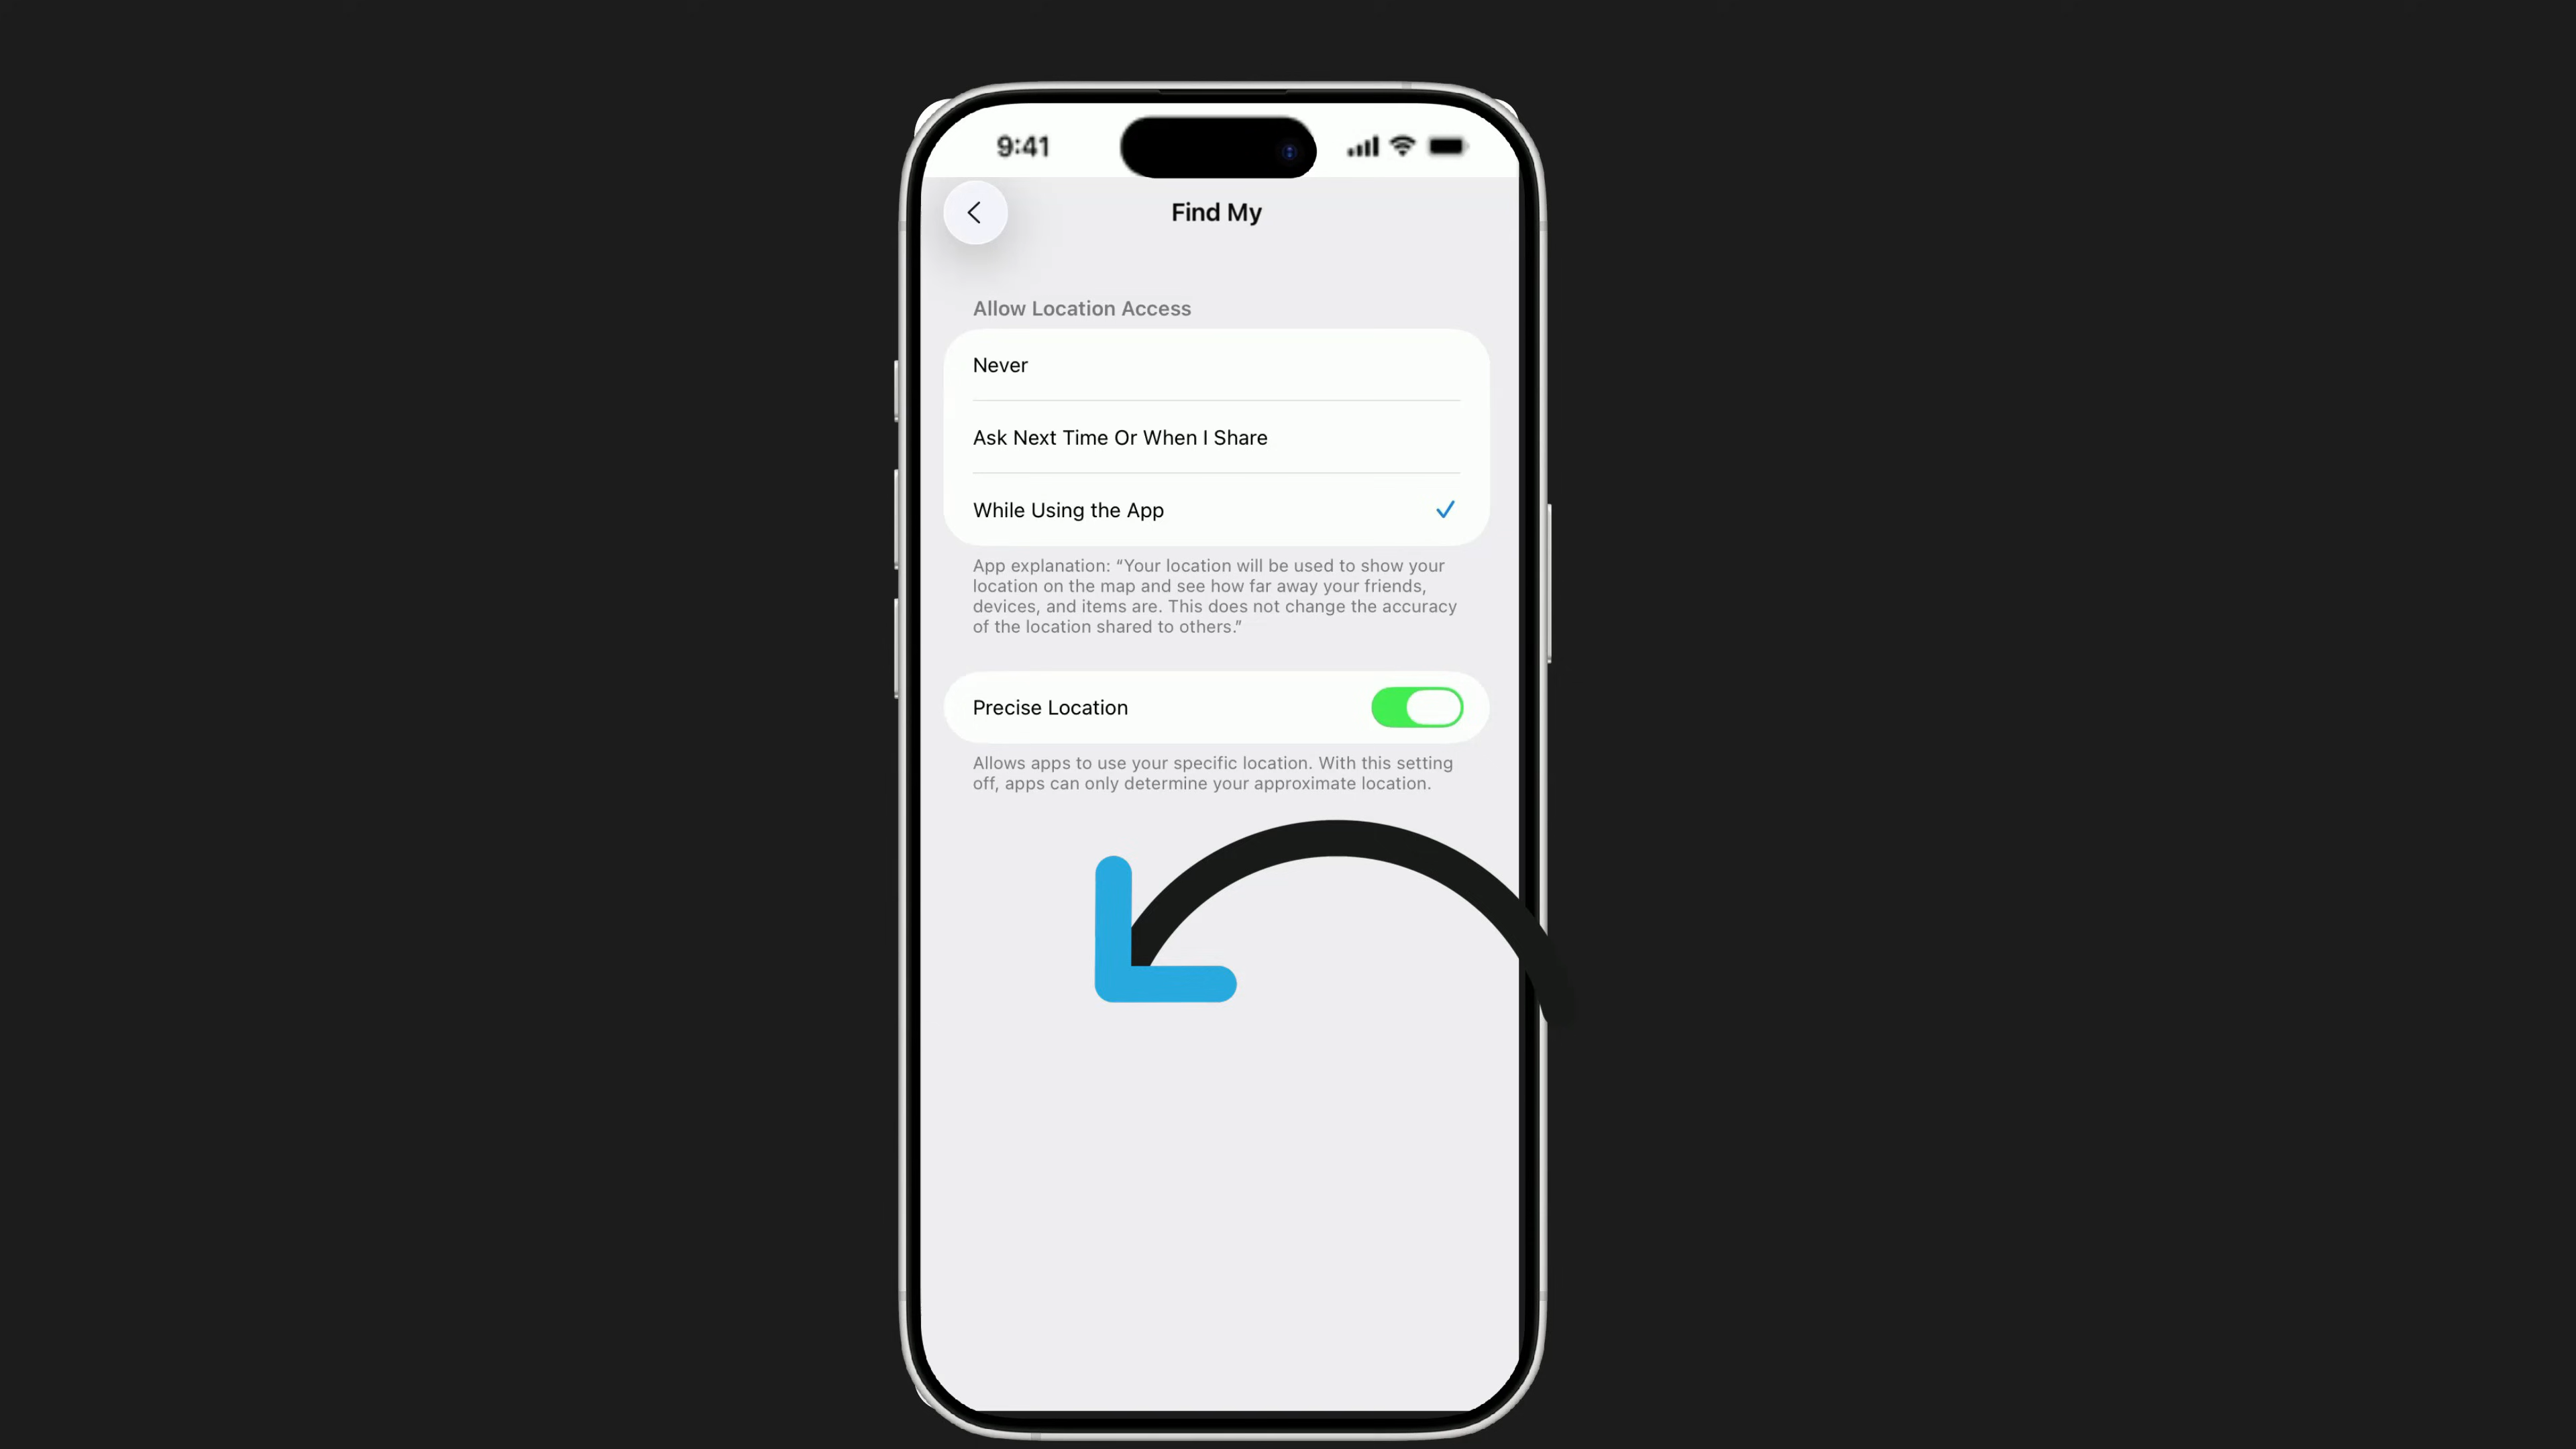 9:41
Find My
Allow Location Access
Never
Ask Next Time Or When I Share
While Using the App
App explanation: “Your location will be used to show your
location on the map and see how far away your friends,
devices, and items are. This does not change the accuracy
of the location shared to others.”
Precise Location
Allows apps to use your specific location. With this setting
off, apps can only determine your approximate location.